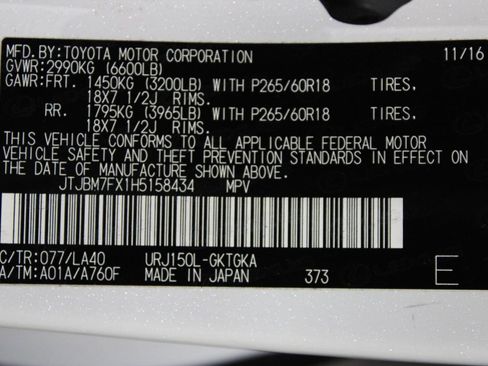 MFD.BY:TOYOTA MOTOR CORPORATION 11/16
GVWR:2990KG (6600LB)
GAWR:FRT. 1450KG (3200LB) WITH P265/60R18 TIRES,
18X7 1/2J RIMS.
RR. 1795KG (3965LB) WITH P265/60R18 TIRES,
18X7 1/2J RIMS.
THIS VEHICLE CONFORMS TO ALL APPLICABLE FEDERAL MOTOR
VEHICLE SAFETY AND THEFT PREVENTION STANDARDS IN EFFECT
ON THE DATE OF MANUFACTURE SHOWN ABOVE.
JTJBM7FX1H5158434 MPV
C/TR:077/LA40 URJ150L-GKTGKA
A/TM:A01A/A760F MADE IN JAPAN 373 E